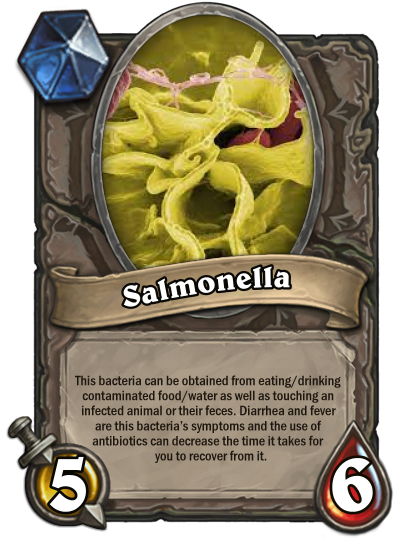 Salmonella
This bacteria can be obtained from eating/drinking
contaminated food/water as well as touching an
infected animal or their feces. Diarrhea and fever
are this bacteria's symptoms and the use of
antibiotics can decrease the time it takes for
you to recover from it.
5
6